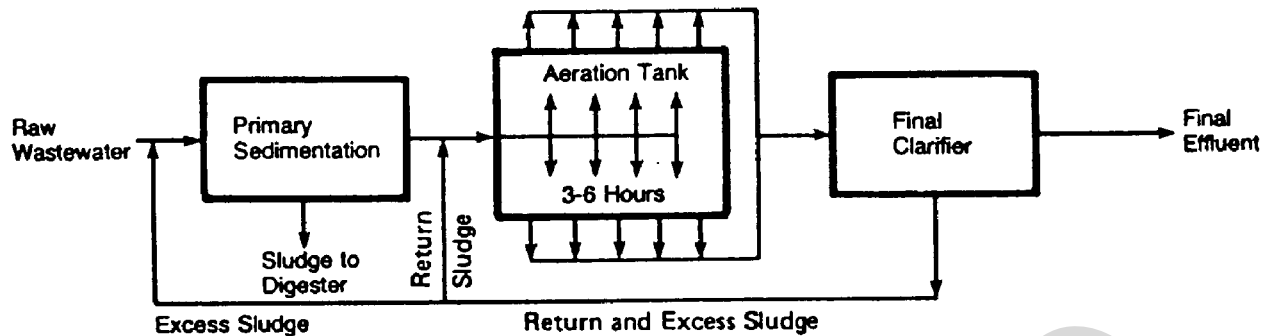 Raw
Wastewater
Primary
Sedimentation
Sludge to
Digester
Return
Sludge
Aeration Tank
3-6 Hours
Final
Clarifier
Final
Effluent
Excess Sludge
Return and Excess Sludge